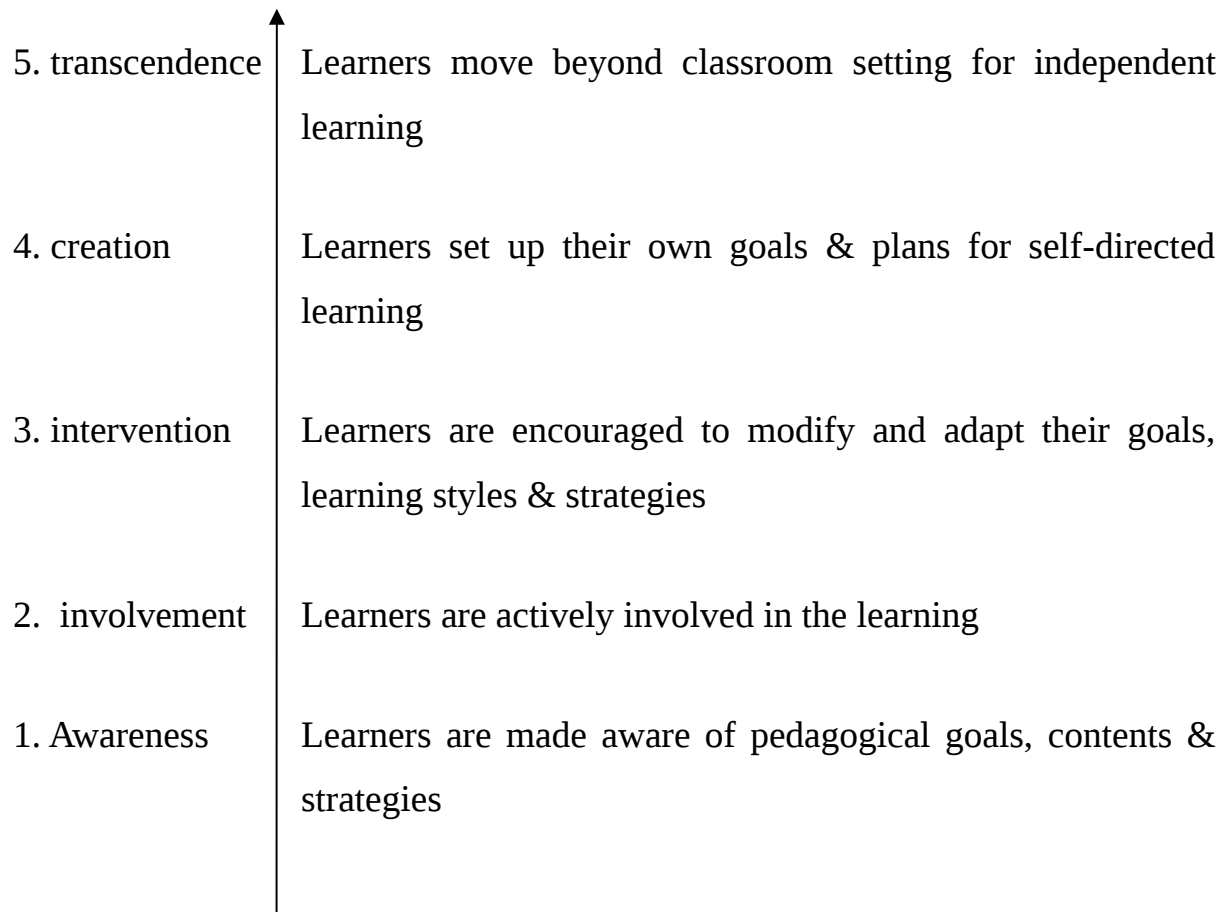 5. transcendence Learners move beyond classroom setting for independent
learning
4. creation Learners set up their own goals & plans for self-directed
learning
3. intervention Learners are encouraged to modify and adapt their goals,
learning styles & strategies
2. involvement Learners are actively involved in the learning
1. Awareness Learners are made aware of pedagogical goals, contents &
strategies